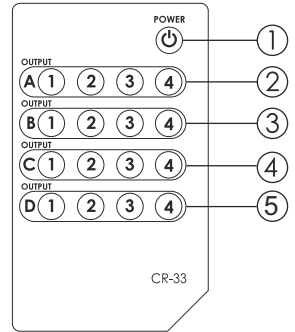 POWER
1
OUTPUT
A 1 2 3 4
2
OUTPUT
B 1 2 3 4
3
OUTPUT
C 1 2 3 4
4
OUTPUT
D 1 2 3 4
5
CR-33